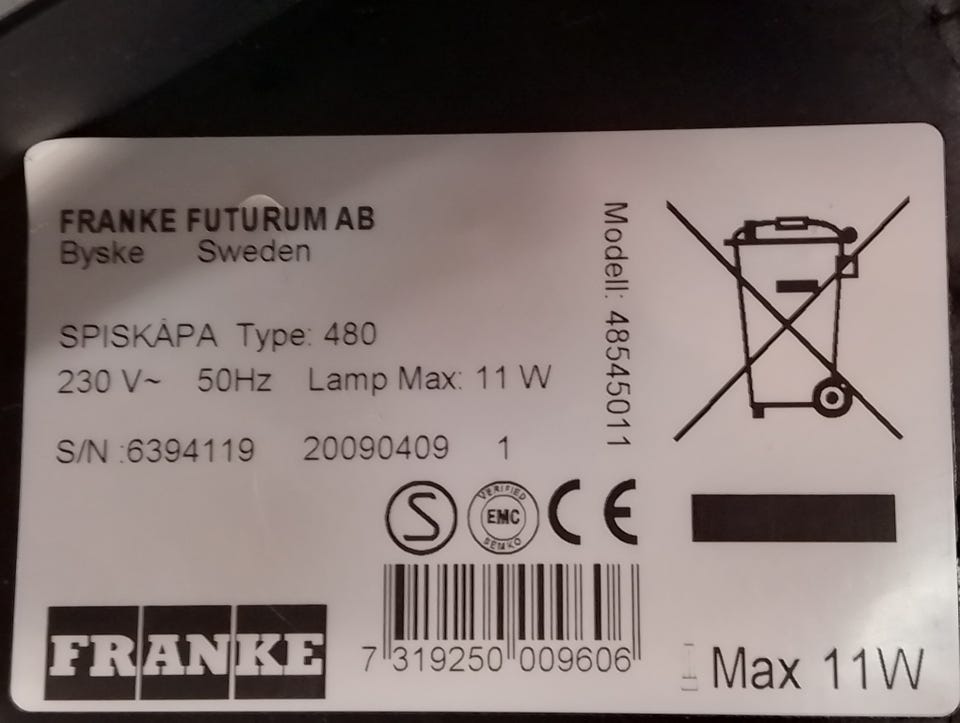 FRANKE FUTURUM AB
Byske Sweden
SPISKÅPA Type: 480
230 V~ 50Hz Lamp Max: 11 W
S/N :6394119 20090409 1
Modell: 48545011
S
VERIFIED
EMC
SEMKO
CE
7 319250 009606
FRANKE
Max 11W